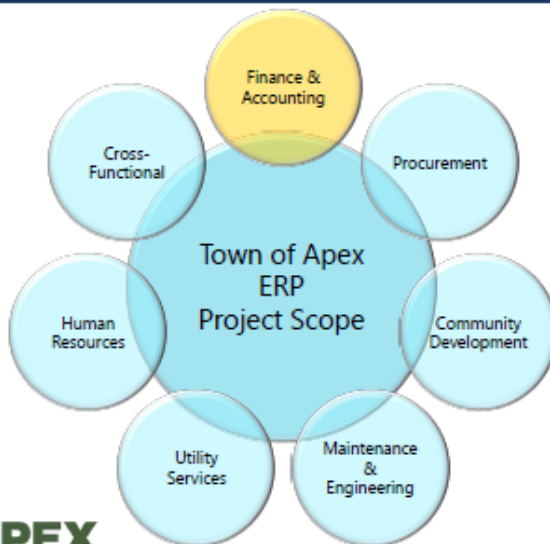 Finance &
Accounting
Cross-
Functional
Procurement
Town of Apex
ERP
Project Scope
Human
Resources
Community
Development
Utility
Services
Maintenance
&
Engineering